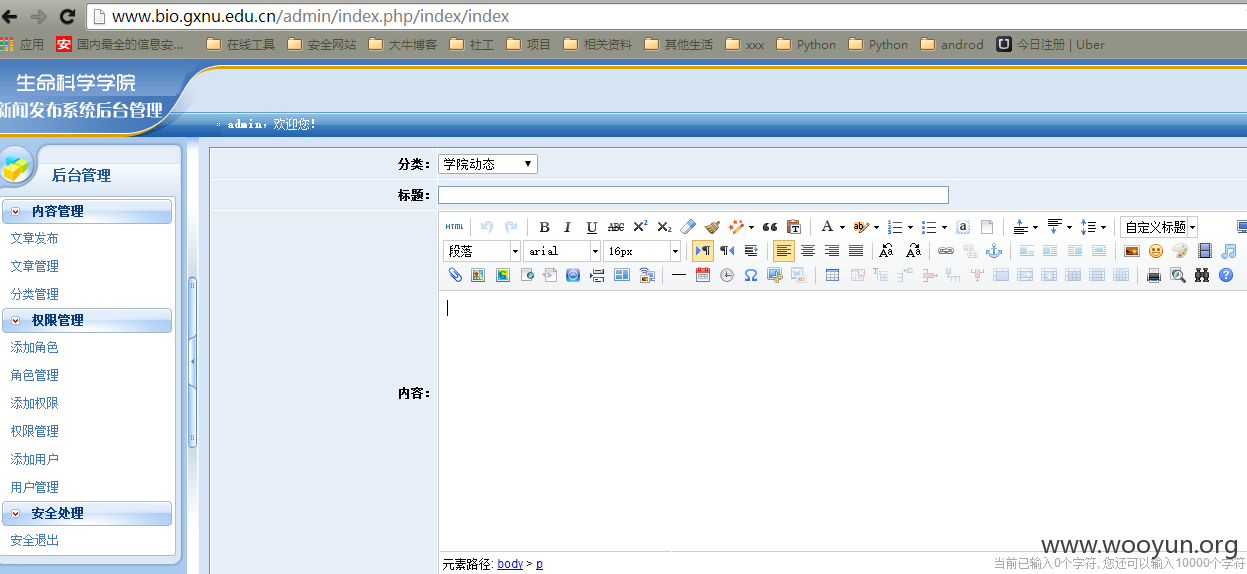 www.bio.gxnu.edu.cn/admin/index.php/index/index
应用 安 国内最全的信息安... 在线工具 安全网站 大牛博客 社工 项目 相关资料 其他生活 xxx Python Python androd U 今日注册 | Uber
生命科学学院
新闻发布系统后台管理
admin，欢迎您！
后台管理
内容管理
文章发布
文章管理
分类管理
权限管理
添加角色
角色管理
添加权限
权限管理
添加用户
用户管理
安全处理
安全退出
分类： 学院动态
标题：
HTML B I U ABC X² X₂ A ab a 自定义标题
段落 arial 16px
内容：
元素路径: body > p
www.wooyun.org
当前已输入0个字符, 您还可以输入10000个字符